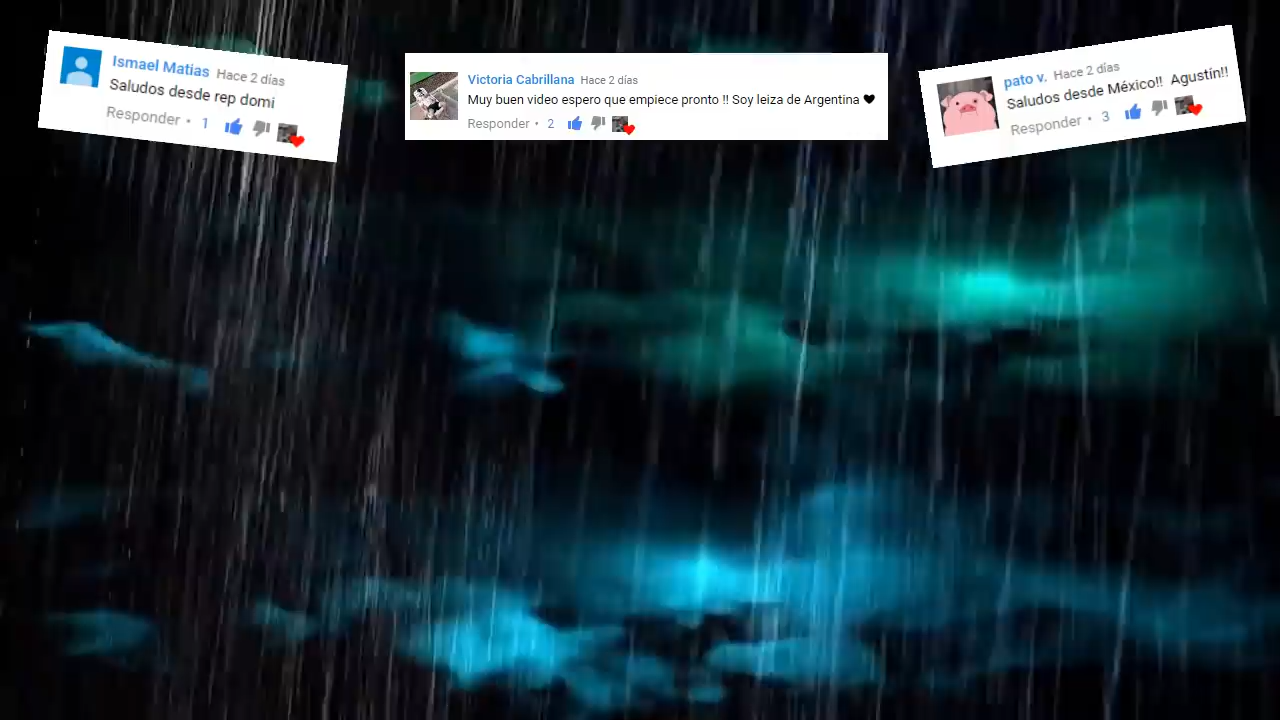 Ismael Matias Hace 2 días
Saludos desde rep domi
Responder • 1
Victoria Cabrillana Hace 2 días
Muy buen video espero que empiece pronto !! Soy leiza de Argentina ♥
Responder • 2
pato v. Hace 2 días
Saludos desde México!! Agustín!!
Responder • 3